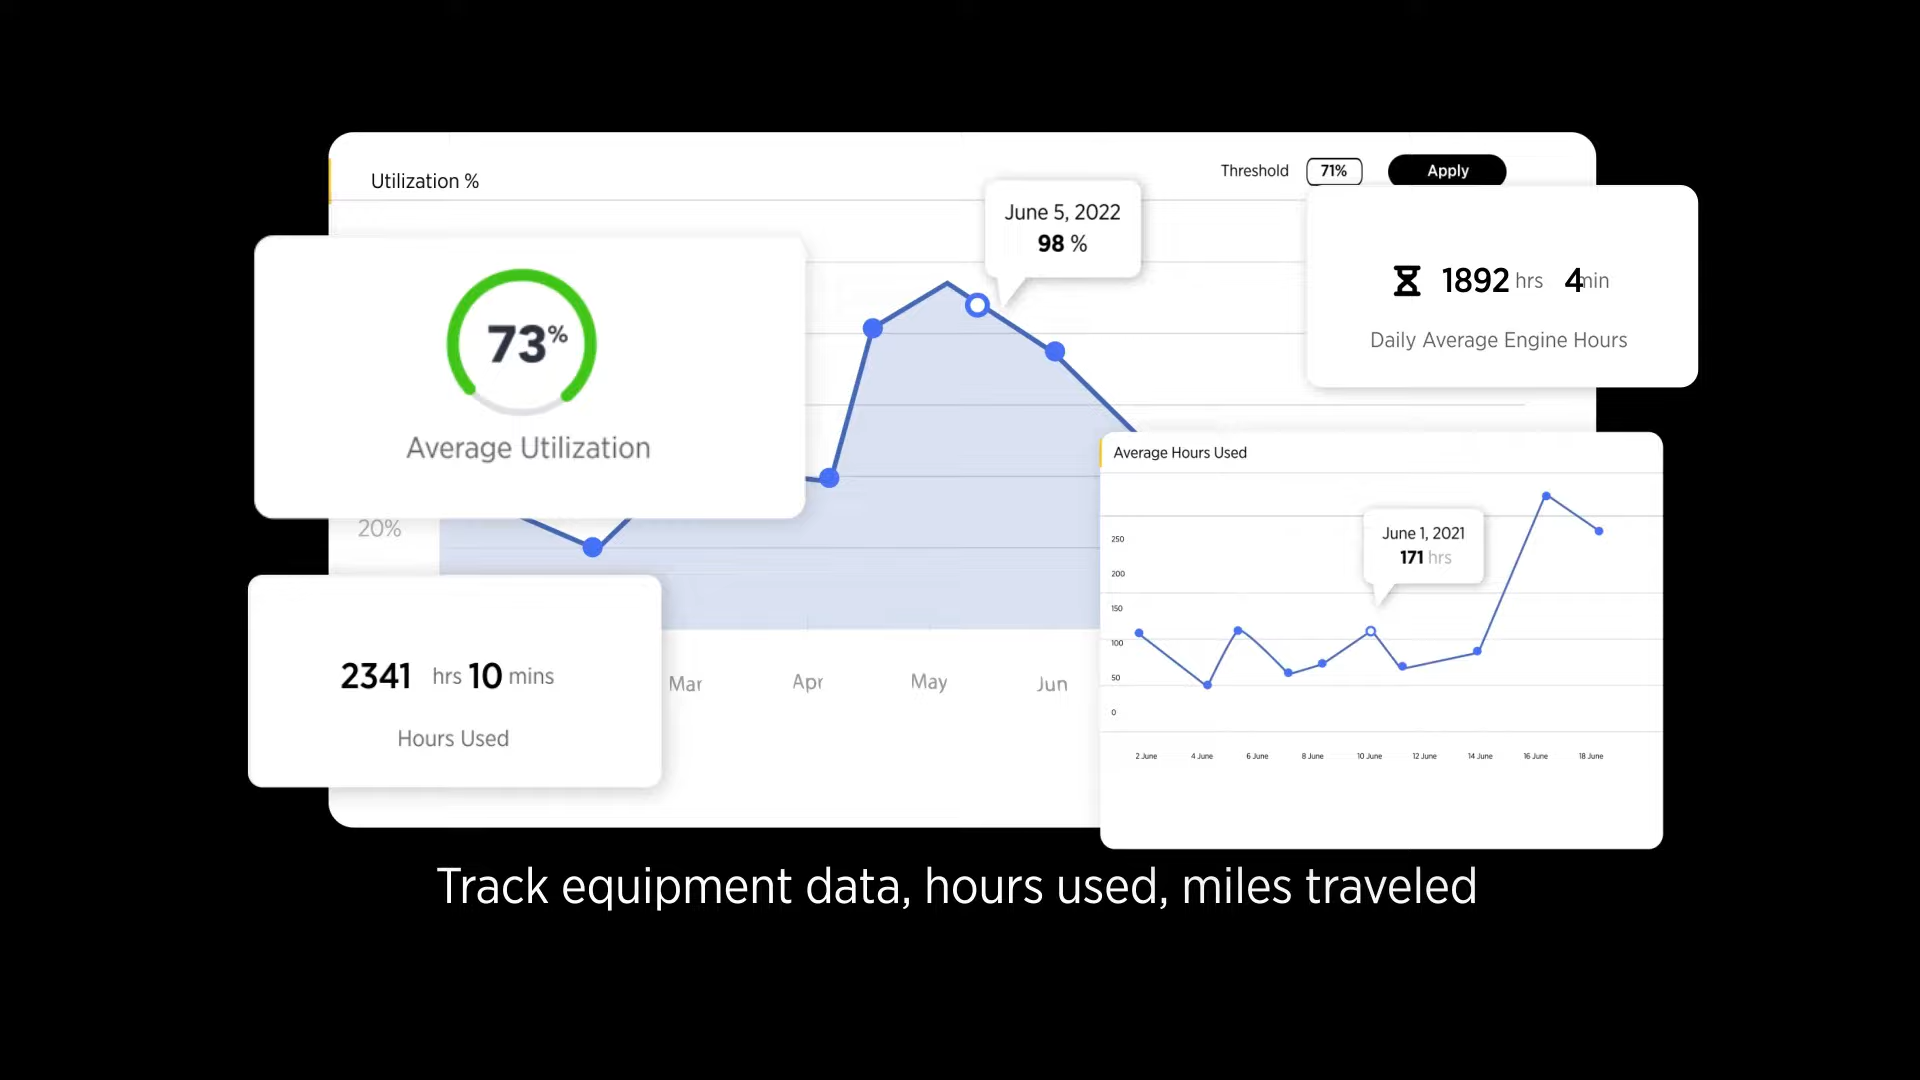 Utilization %
Threshold 71% Apply
June 5, 2022
98 %
73%
Average Utilization
1892 hrs 4min
Daily Average Engine Hours
20%
2341 hrs 10 mins
Hours Used
Mar Apr May Jun
Average Hours Used
June 1, 2021
171 hrs
250
200
150
100
50
0
2 June 4 June 6 June 8 June 10 June 12 June 14 June 16 June 18 June
Track equipment data, hours used, miles traveled